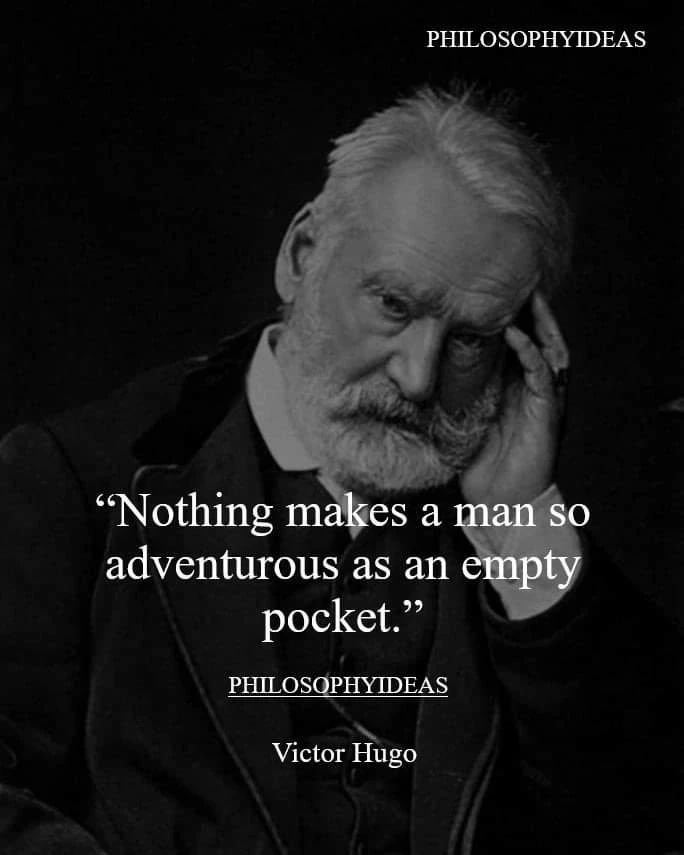 PHILOSOPHYIDEAS
“Nothing makes a man so
adventurous as an empty
pocket.”
PHILOSOPHYIDEAS
Victor Hugo